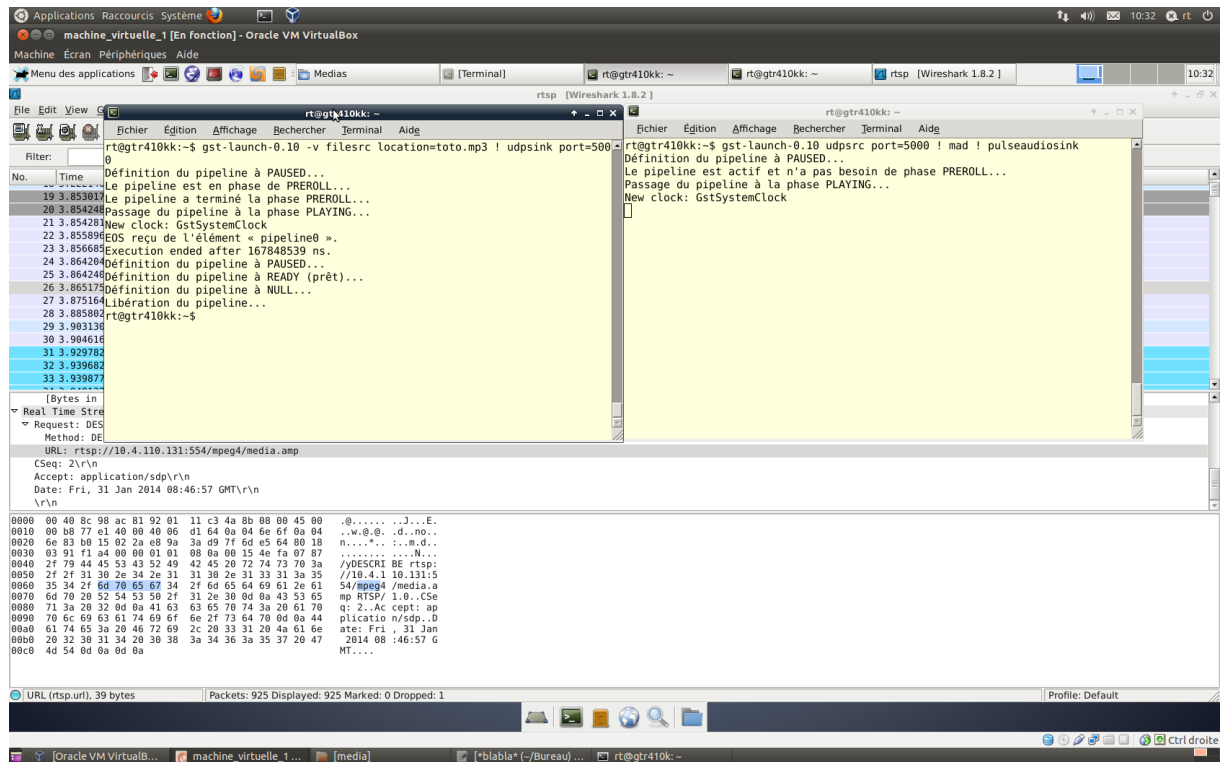 Applications Raccourcis Système
10:32 rt
machine_virtuelle_1 [En fonction] - Oracle VM VirtualBox
Machine Écran Périphériques Aide
Menu des applications
Medias
[Terminal]
rt@gtr410kk: ~
rt@gtr410kk: ~
rtsp [Wireshark 1.8.2 ]
10:32
rtsp [Wireshark 1.8.2 ]
File Edit View G
Filter:
No. Time
19 3.853017
20 3.854248
21 3.854281
22 3.855896
23 3.856685
24 3.864204
25 3.864240
26 3.865175
27 3.875164
28 3.885802
29 3.903130
30 3.904616
31 3.929782
32 3.939682
33 3.939877
rt@gtr410kk: ~
Fichier Édition Affichage Rechercher Terminal Aide
rt@gtr410kk:~$ gst-launch-0.10 -v filesrc location=toto.mp3 ! udpsink port=500
0
Définition du pipeline à PAUSED...
Le pipeline est en phase de PREROLL...
Le pipeline a terminé la phase PREROLL...
Passage du pipeline à la phase PLAYING...
New clock: GstSystemClock
EOS reçu de l'élément « pipeline0 ».
Execution ended after 167848539 ns.
Définition du pipeline à PAUSED...
Définition du pipeline à READY (prêt)...
Définition du pipeline à NULL...
Libération du pipeline...
rt@gtr410kk:~$
rt@gtr410kk: ~
Fichier Édition Affichage Rechercher Terminal Aide
rt@gtr410kk:~$ gst-launch-0.10 udpsrc port=5000 ! mad ! pulseaudiosink
Définition du pipeline à PAUSED...
Le pipeline est actif et n'a pas besoin de phase PREROLL...
Passage du pipeline à la phase PLAYING...
New clock: GstSystemClock
[Bytes in
Real Time Stre
Request: DES
Method: DE
URL: rtsp://10.4.110.131:554/mpeg4/media.amp
CSeq: 2\r\n
Accept: application/sdp\r\n
Date: Fri, 31 Jan 2014 08:46:57 GMT\r\n
\r\n
0000 00 40 8c 98 ac 81 92 01 11 c3 4a 8b 08 00 45 00 .@...... ..J...E.
0010 00 b8 77 e1 40 00 40 06 d1 64 0a 04 6e 6f 0a 04 ..w.@.@. .d..no..
0020 6e 83 b0 15 02 2a e8 9a 3a d9 7f 6d e5 64 80 18 n....*.. :..m.d..
0030 03 91 f1 a4 00 00 01 01 08 0a 00 15 4e fa 07 87 ........ ....N...
0040 2f 79 44 45 53 43 52 49 42 45 20 72 74 73 70 3a /yDESCRI BE rtsp:
0050 2f 2f 31 30 2e 34 2e 31 31 30 2e 31 33 31 3a 35 //10.4.1 10.131:5
0060 35 34 2f 6d 70 65 67 34 2f 6d 65 64 69 61 2e 61 54/mpeg4 /media.a
0070 6d 70 20 52 54 53 50 2f 31 2e 30 0d 0a 43 53 65 mp RTSP/ 1.0..CSe
0080 71 3a 20 32 0d 0a 41 63 63 65 70 74 3a 20 61 70 q: 2..Ac cept: ap
0090 70 6c 69 63 61 74 69 6f 6e 2f 73 64 70 0d 0a 44 plicatio n/sdp..D
00a0 61 74 65 3a 20 46 72 69 2c 20 33 31 20 4a 61 6e ate: Fri , 31 Jan
00b0 20 32 30 31 34 20 30 38 3a 34 36 3a 35 37 20 47 2014 08 :46:57 G
00c0 4d 54 0d 0a 0d 0a MT....
URL (rtsp.url), 39 bytes
Packets: 925 Displayed: 925 Marked: 0 Dropped: 1
Profile: Default
Ctrl droite
[Oracle VM VirtualB...
machine_virtuelle_1 ...
[media]
[*blabla* (~/Bureau) ...
rt@gtr410k: ~